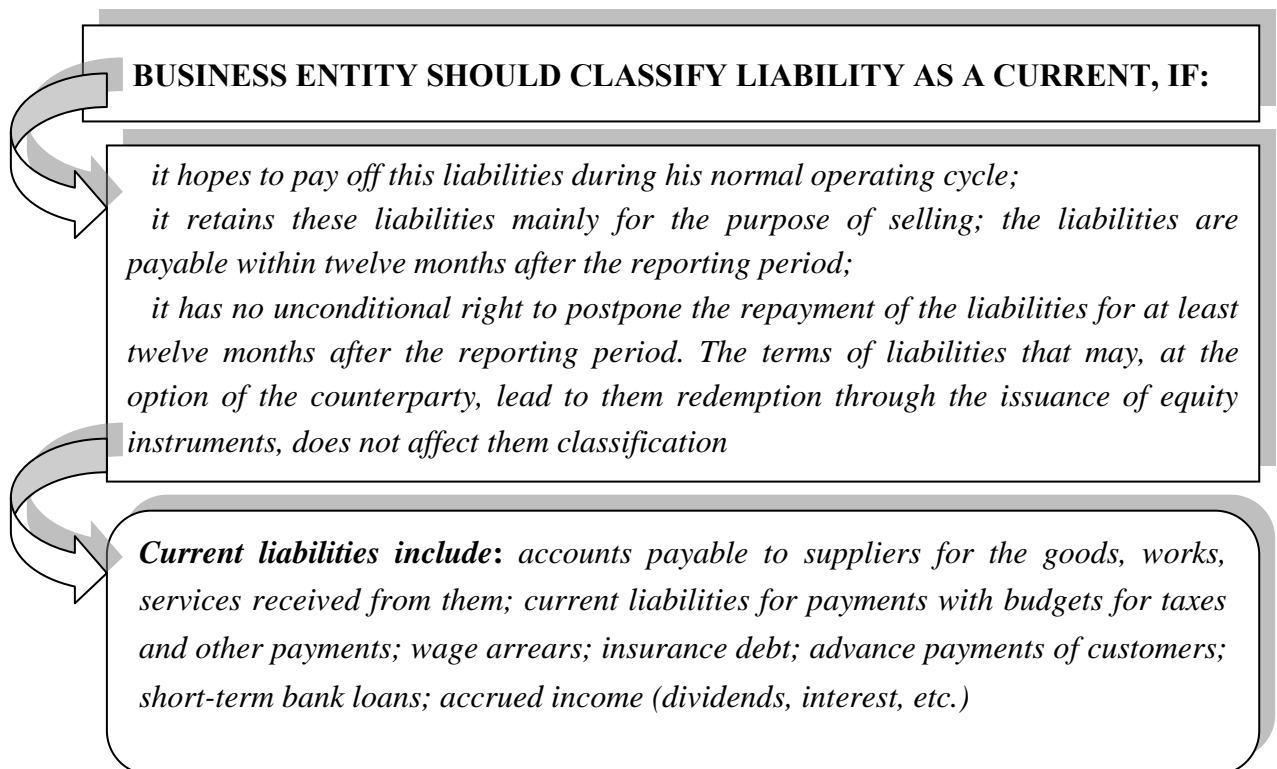 BUSINESS ENTITY SHOULD CLASSIFY LIABILITY AS A CURRENT, IF:
it hopes to pay off this liabilities during his normal operating cycle;
it retains these liabilities mainly for the purpose of selling; the liabilities are
payable within twelve months after the reporting period;
it has no unconditional right to postpone the repayment of the liabilities for at least
twelve months after the reporting period. The terms of liabilities that may, at the
option of the counterparty, lead to them redemption through the issuance of equity
instruments, does not affect them classification
Current liabilities include: accounts payable to suppliers for the goods, works,
services received from them; current liabilities for payments with budgets for taxes
and other payments; wage arrears; insurance debt; advance payments of customers;
short-term bank loans; accrued income (dividends, interest, etc.)